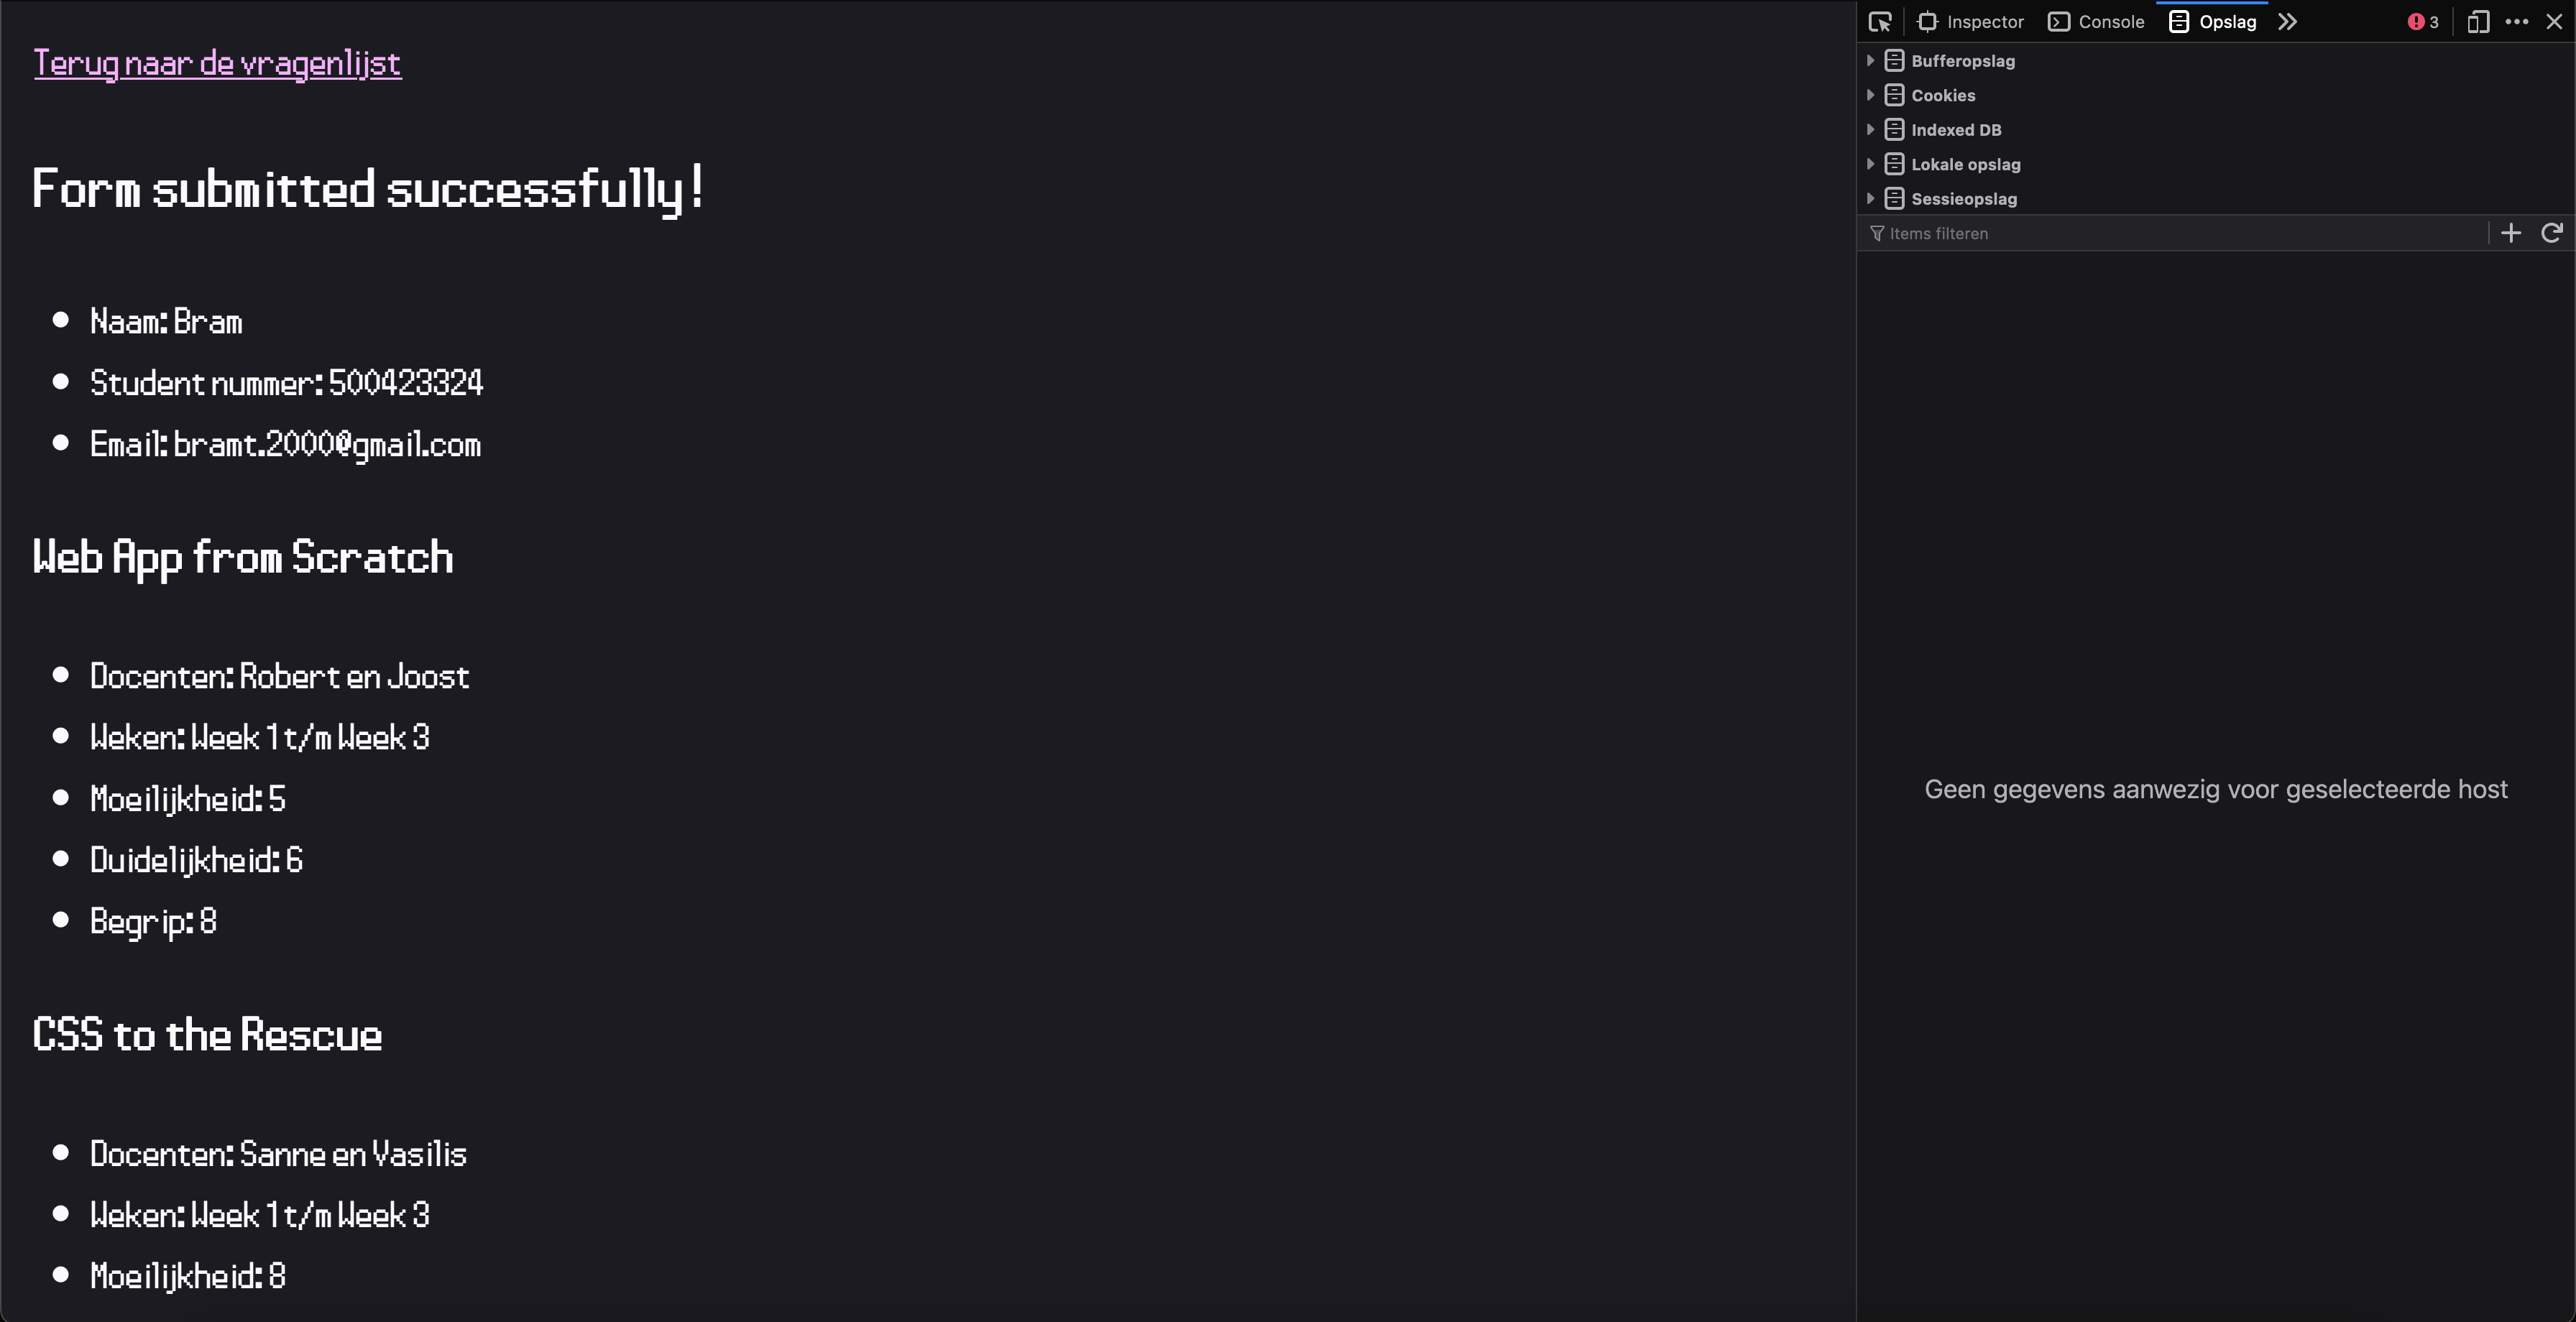 Terug naar de vragenlijst
Form submitted successfully!
Naam: Bram
Student nummer: 500423324
Email: bramt.2000@gmail.com
Web App from Scratch
Docenten: Robert en Joost
Weken: Week 1 t/m Week 3
Moeilijkheid: 5
Duidelijkheid: 6
Begrip: 8
CSS to the Rescue
Docenten: Sanne en Vasilis
Weken: Week 1 t/m Week 3
Moeilijkheid: 8
Inspector Console Opslag 3
Bufferopslag
Cookies
Indexed DB
Lokale opslag
Sessieopslag
Items filteren
Geen gegevens aanwezig voor geselecteerde host